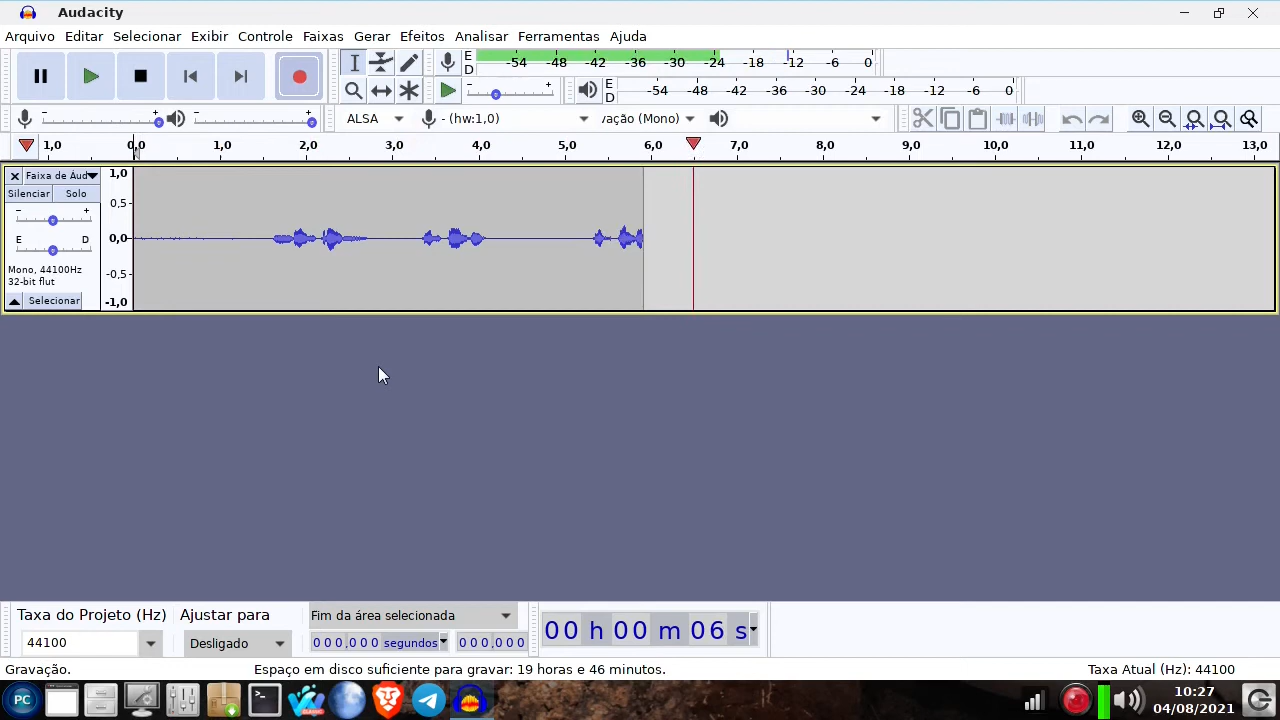 Audacity
Arquivo Editar Selecionar Exibir Controle Faixas Gerar Efeitos Analisar Ferramentas Ajuda
E D -54 -48 -42 -36 -30 -24 -18 -12 -6 0
E D -54 -48 -42 -36 -30 -24 -18 -12 -6 0
ALSA - (hw:1,0) ıração (Mono)
1,0 0,0 1,0 2,0 3,0 4,0 5,0 6,0 7,0 8,0 9,0 10,0 11,0 12,0 13,0
Faixa de Áud
Silenciar Solo
- +
E D
Mono, 44100Hz
32-bit flut
Selecionar
1,0
0,5
0,0
-0,5
-1,0
Taxa do Projeto (Hz) Ajustar para Fim da área selecionada
44100 Desligado 000,000 segundos 000,000
00 h 00 m 06 s
Gravação. Espaço em disco suficiente para gravar: 19 horas e 46 minutos. Taxa Atual (Hz): 44100
PC
CLASSIC
10:27
04/08/2021